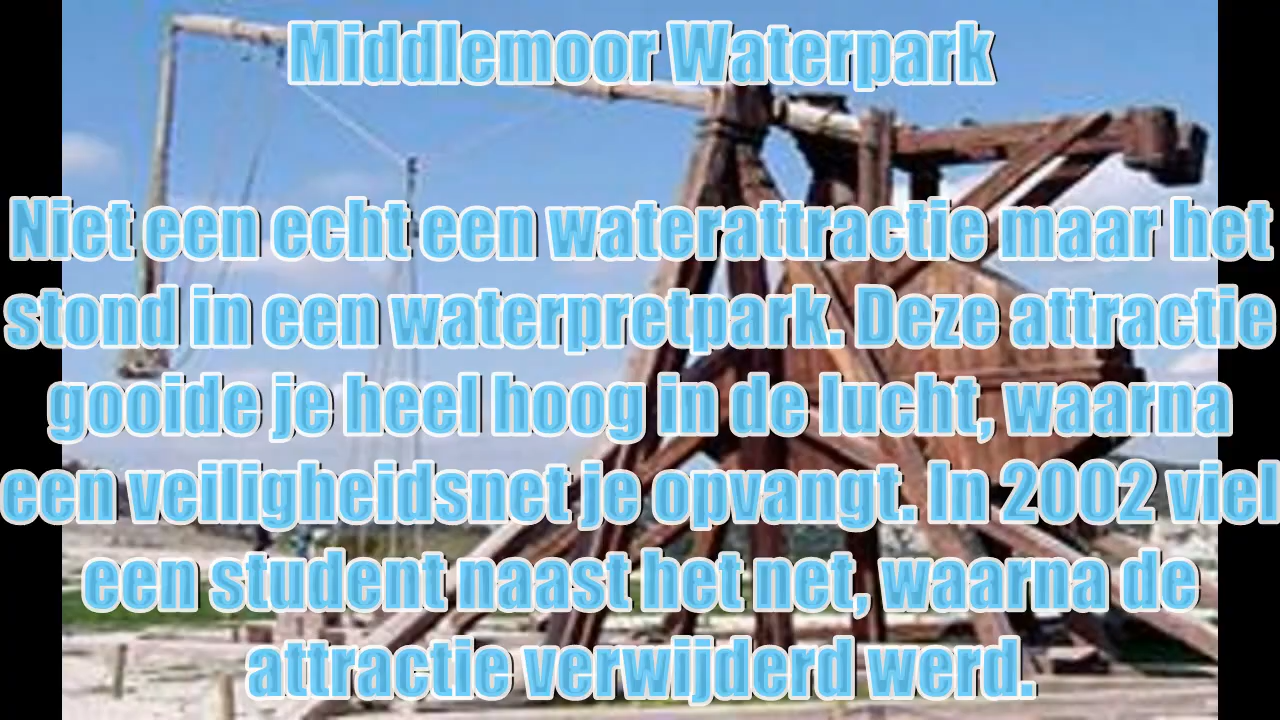 Middlemoor Waterpark
Niet een echt een waterattractie maar het
stond in een waterpretpark. Deze attractie
gooide je heel hoog in de lucht, waarna
een veiligheidsnet je opvangt. In 2002 viel
een student naast het net, waarna de
attractie verwijderd werd.